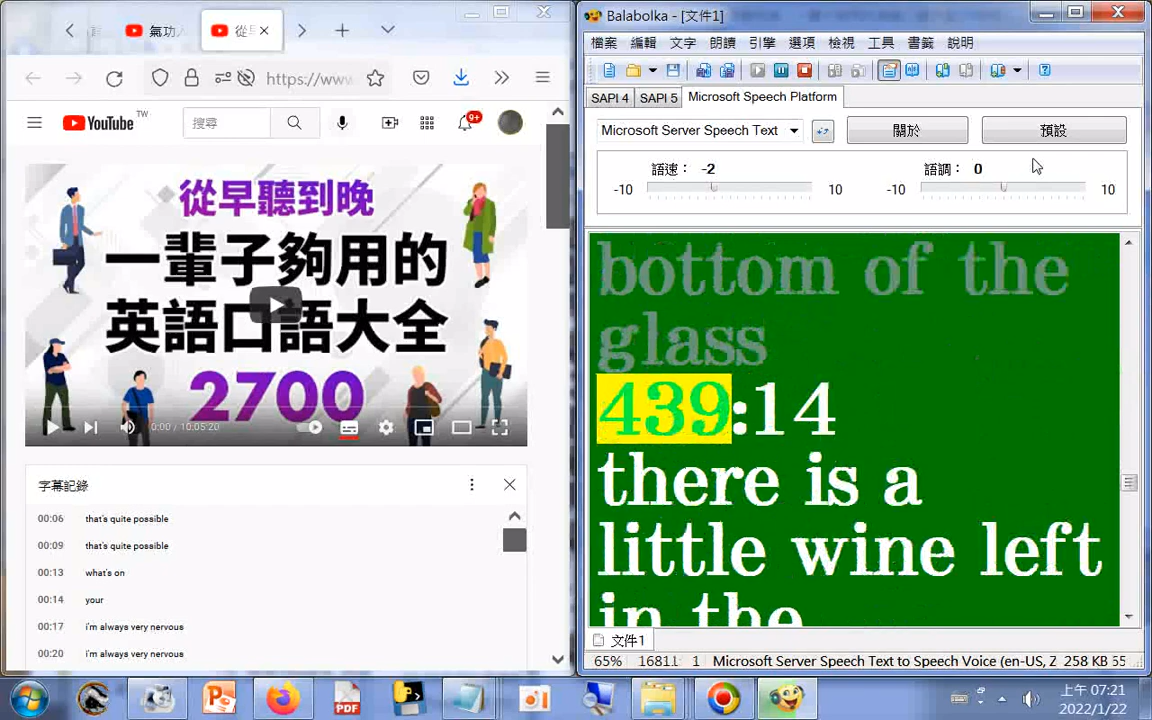 氣功
從
https://www
YouTube TW
搜尋
9+
從早聽到晚
一輩子夠用的
英語口語大全
2700
0:00 / 10:05:20
字幕記錄
00:06 that's quite possible
00:09 that's quite possible
00:13 what's on
00:14 your
00:17 i'm always very nervous
00:20 i'm always very nervous
Balabolka - [文件1]
檔案 編輯 文字 朗讀 引擎 選項 檢視 工具 書籤 說明
SAPI 4 SAPI 5 Microsoft Speech Platform
Microsoft Server Speech Text 關於 預設
語速： -2 語調： 0
-10 10 -10 10
bottom of the
glass
439:14
there is a
little wine left
in the
文件1
65% 16811 1 Microsoft Server Speech Text to Speech Voice (en-US, Z 258 KB 55
PDF
上午 07:21
2022/1/22